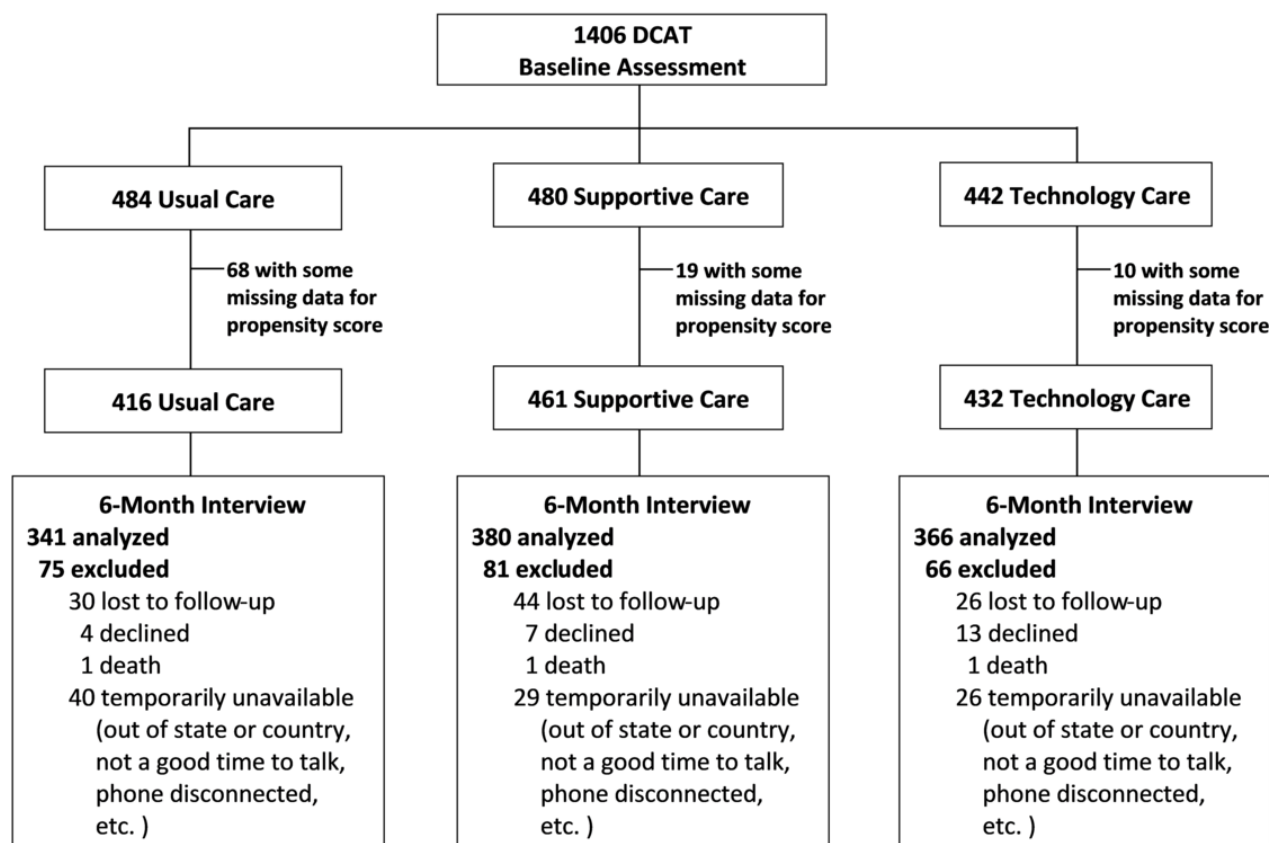 1406 DCAT
Baseline Assessment
484 Usual Care
480 Supportive Care
442 Technology Care
68 with some
missing data for
propensity score
19 with some
missing data for
propensity score
10 with some
missing data for
propensity score
416 Usual Care
461 Supportive Care
432 Technology Care
6-Month Interview
341 analyzed
75 excluded
30 lost to follow-up
4 declined
1 death
40 temporarily unavailable
(out of state or country,
not a good time to talk,
phone disconnected,
etc. )
6-Month Interview
380 analyzed
81 excluded
44 lost to follow-up
7 declined
1 death
29 temporarily unavailable
(out of state or country,
not a good time to talk,
phone disconnected,
etc. )
6-Month Interview
366 analyzed
66 excluded
26 lost to follow-up
13 declined
1 death
26 temporarily unavailable
(out of state or country,
not a good time to talk,
phone disconnected,
etc. )